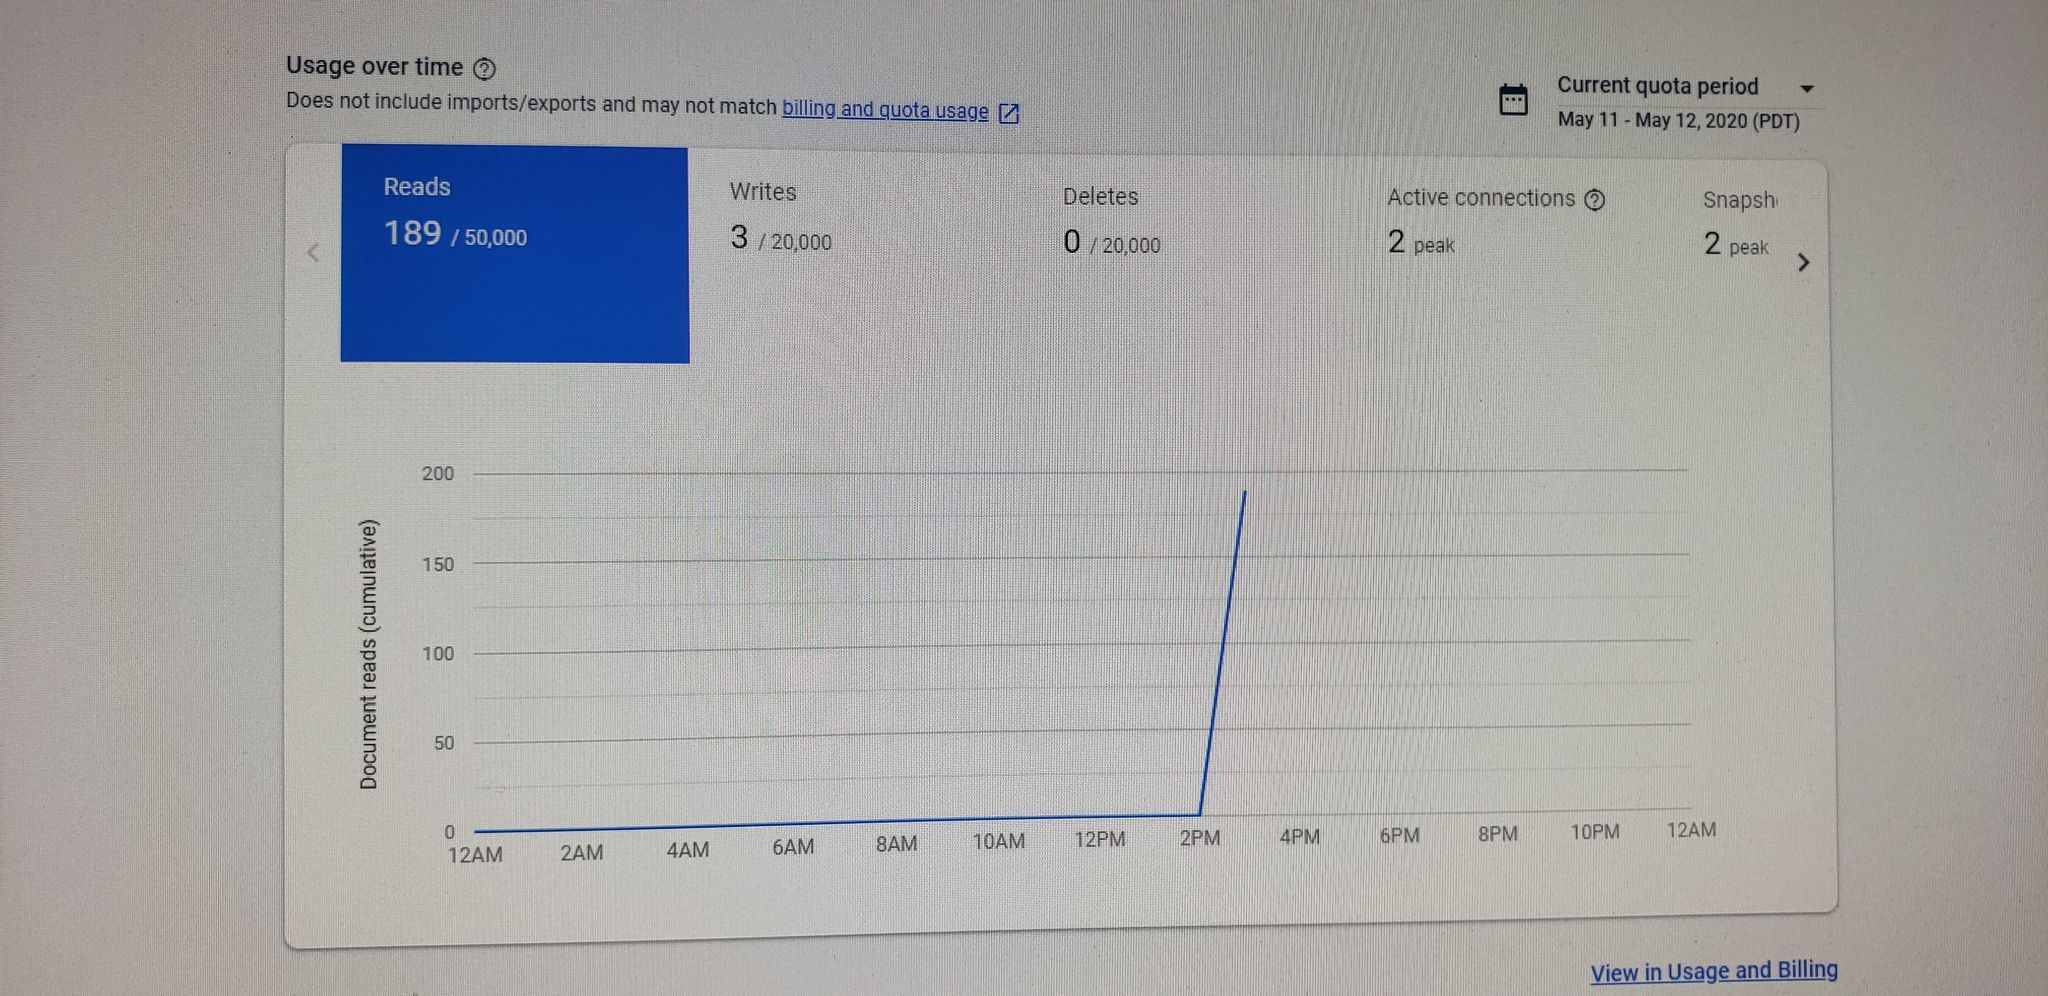 Usage over time
Does not include imports/exports and may not match billing and quota usage
Current quota period
May 11 - May 12, 2020 (PDT)
Reads
189 / 50,000
Writes
3 / 20,000
Deletes
0 / 20,000
Active connections
2 peak
Snapsh
2 peak
Document reads (cumulative)
200
150
100
50
0
12AM 2AM 4AM 6AM 8AM 10AM 12PM 2PM 4PM 6PM 8PM 10PM 12AM
View in Usage and Billing